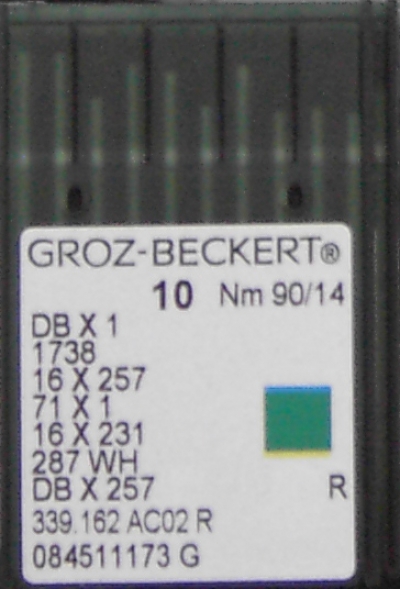 GROZ-BECKERT®
10 Nm 90/14
DB X 1
1738
16 X 257
71 X 1
16 X 231
287 WH
DB X 257 R
339.162 AC02 R
084511173 G